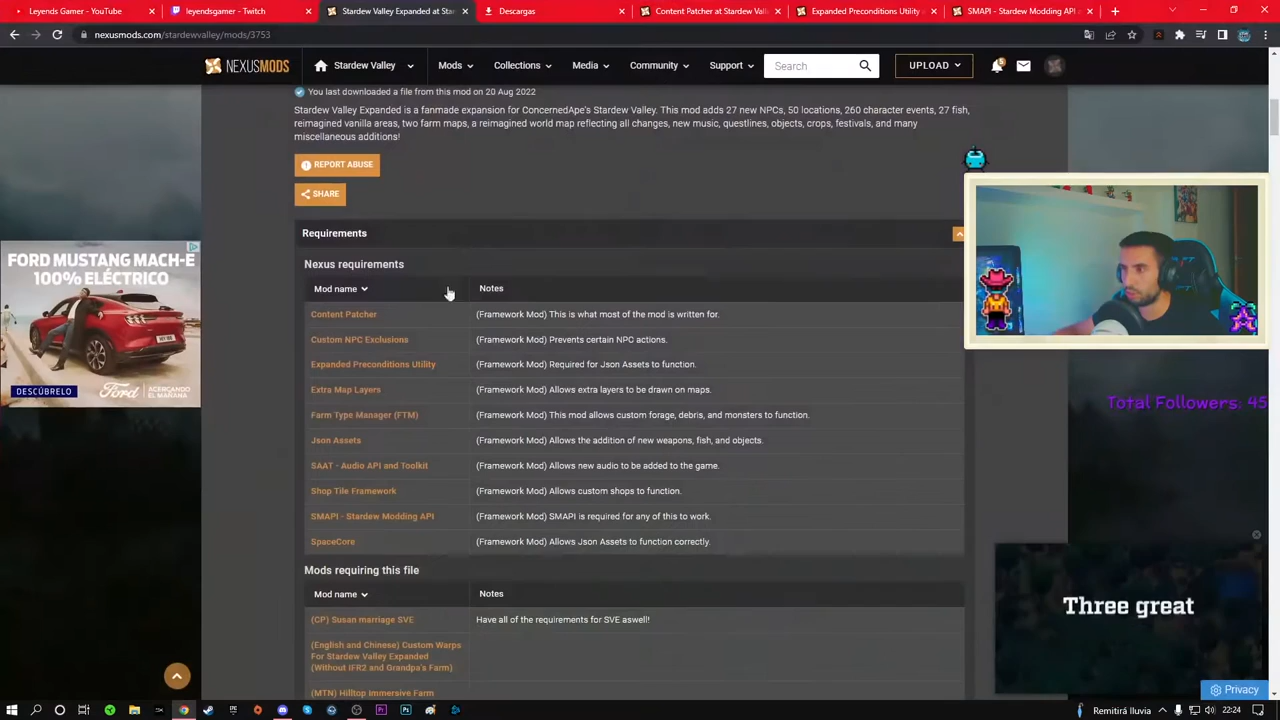 Leyends Gamer - YouTube
leyendsgamer - Twitch
Stardew Valley Expanded at Star
Descargas
Content Patcher at Stardew Vall
Expanded Preconditions Utility
SMAPI - Stardew Modding API
nexusmods.com/stardewvalley/mods/3753
NEXUSMODS
Stardew Valley
Mods
Collections
Media
Community
Support
Search
UPLOAD
You last downloaded a file from this mod on 20 Aug 2022
Stardew Valley Expanded is a fanmade expansion for ConcernedApe's Stardew Valley. This mod adds 27 new NPCs, 50 locations, 260 character events, 27 fish,
reimagined vanilla areas, two farm maps, a reimagined world map reflecting all changes, new music, questlines, objects, crops, festivals, and many
miscellaneous additions!
REPORT ABUSE
SHARE
Requirements
Nexus requirements
Mod name Notes
Content Patcher (Framework Mod) This is what most of the mod is written for.
Custom NPC Exclusions (Framework Mod) Prevents certain NPC actions.
Expanded Preconditions Utility (Framework Mod) Required for Json Assets to function.
Extra Map Layers (Framework Mod) Allows extra layers to be drawn on maps.
Farm Type Manager (FTM) (Framework Mod) This mod allows custom forage, debris, and monsters to function.
Json Assets (Framework Mod) Allows the addition of new weapons, fish, and objects.
SAAT - Audio API and Toolkit (Framework Mod) Allows new audio to be added to the game.
Shop Tile Framework (Framework Mod) Allows custom shops to function.
SMAPI - Stardew Modding API (Framework Mod) SMAPI is required for any of this to work.
SpaceCore (Framework Mod) Allows Json Assets to function correctly.
Mods requiring this file
Mod name Notes
(CP) Susan marriage SVE Have all of the requirements for SVE aswell!
(English and Chinese) Custom Warps
For Stardew Valley Expanded
(Without IFR2 and Grandpa's Farm)
(MTN) Hilltop Immersive Farm
FORD MUSTANG MACH-E
100% ELÉCTRICO
DESCÚBRELO
Ford
ACERCANDO
EL MAÑANA
Total Followers: 45
Three great
Privacy
Remitirá lluvia
22:24